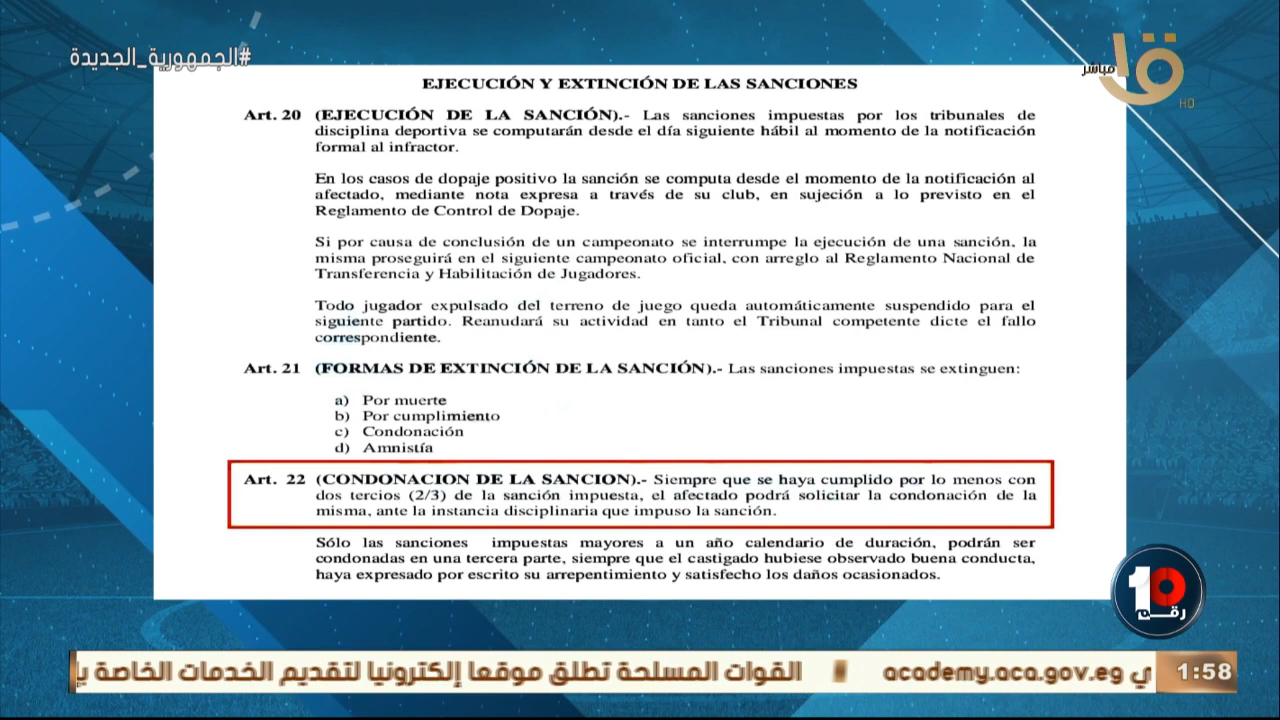 #الجمهورية_الجديدة
مباشر
HD
EJECUCIÓN Y EXTINCIÓN DE LAS SANCIONES
Art. 20 (EJECUCIÓN DE LA SANCIÓN).- Las sanciones impuestas por los tribunales de
disciplina deportiva se computarán desde el día siguiente hábil al momento de la notificación
formal al infractor.
En los casos de dopaje positivo la sanción se computa desde el momento de la notificación al
afectado, mediante nota expresa a través de su club, en sujeción a lo previsto en el
Reglamento de Control de Dopaje.
Si por causa de conclusión de un campeonato se interrumpe la ejecución de una sanción, la
misma proseguirá en el siguiente campeonato oficial, con arreglo al Reglamento Nacional de
Transferencia y Habilitación de Jugadores.
Todo jugador expulsado del terreno de juego queda automáticamente suspendido para el
siguiente partido. Reanudará su actividad en tanto el Tribunal competente dicte el fallo
correspondiente.
Art. 21 (FORMAS DE EXTINCIÓN DE LA SANCIÓN).- Las sanciones impuestas se extinguen:
a) Por muerte
b) Por cumplimiento
c) Condonación
d) Amnistía
Art. 22 (CONDONACION DE LA SANCION).- Siempre que se haya cumplido por lo menos con
dos tercios (2/3) de la sanción impuesta, el afectado podrá solicitar la condonación de la
misma, ante la instancia disciplinaria que impuso la sanción.
Sólo las sanciones impuestas mayores a un año calendario de duración, podrán ser
condonadas en una tercera parte, siempre que el castigado hubiese observado buena conducta,
haya expresado por escrito su arrepentimiento y satisfecho los daños ocasionados.
10
رقم
ي academy.aca.gov.eg القوات المسلحة تطلق موقعا إلكترونيا لتقديم الخدمات الخاصة بإ
1:58